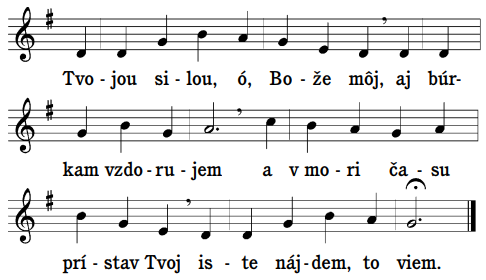 Tvo - jou si - lou, ó, Bo - že môj, aj búr-
kam vzdo - ru - jem a v mo - ri ča - su
prí - stav Tvoj is - te náj - dem, to viem.